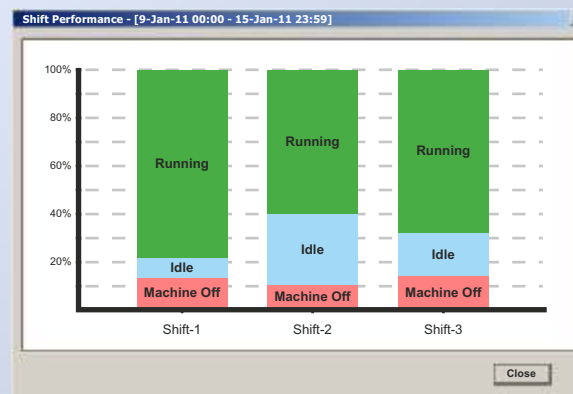 Shift Performance - [9-Jan-11 00:00 - 15-Jan-11 23:59]
100%
80%
60%
40%
20%
Running
Idle
Machine Off
Running
Idle
Machine Off
Running
Idle
Machine Off
Shift-1
Shift-2
Shift-3
Close